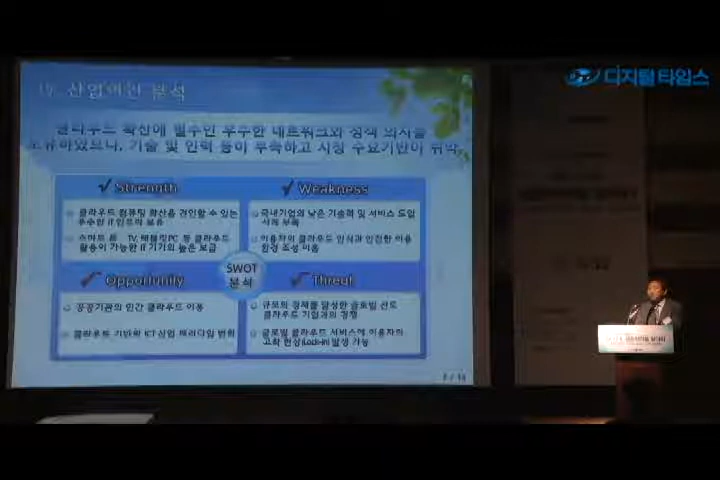 디지털타임스
Ⅳ. 산업여건 분석
클라우드 확산에 필수인 우수한 네트워크와 정책 의지를
보유하였으나, 기술 및 인력 등이 부족하고 시장 수요기반이 취약
Strength
클라우드 컴퓨팅 확산을 견인할 수 있는
우수한 IT 인프라 보유
스마트폰, TV, 태블릿PC 등 클라우드
활용이 가능한 IT 기기의 높은 보급
Weakness
국내기업의 낮은 기술력 및 서비스 도입
사례 부족
이용자의 클라우드 인식과 안전한 이용
환경 조성 미흡
SWOT
분석
Opportunity
공공기관의 민간 클라우드 이용
클라우드 기반의 ICT산업 패러다임 변화
Threat
규모의 경제를 달성한 글로벌 선도
클라우드 기업과의 경쟁
글로벌 클라우드 서비스에 이용자의
고착 현상(Lock-in) 발생 가능